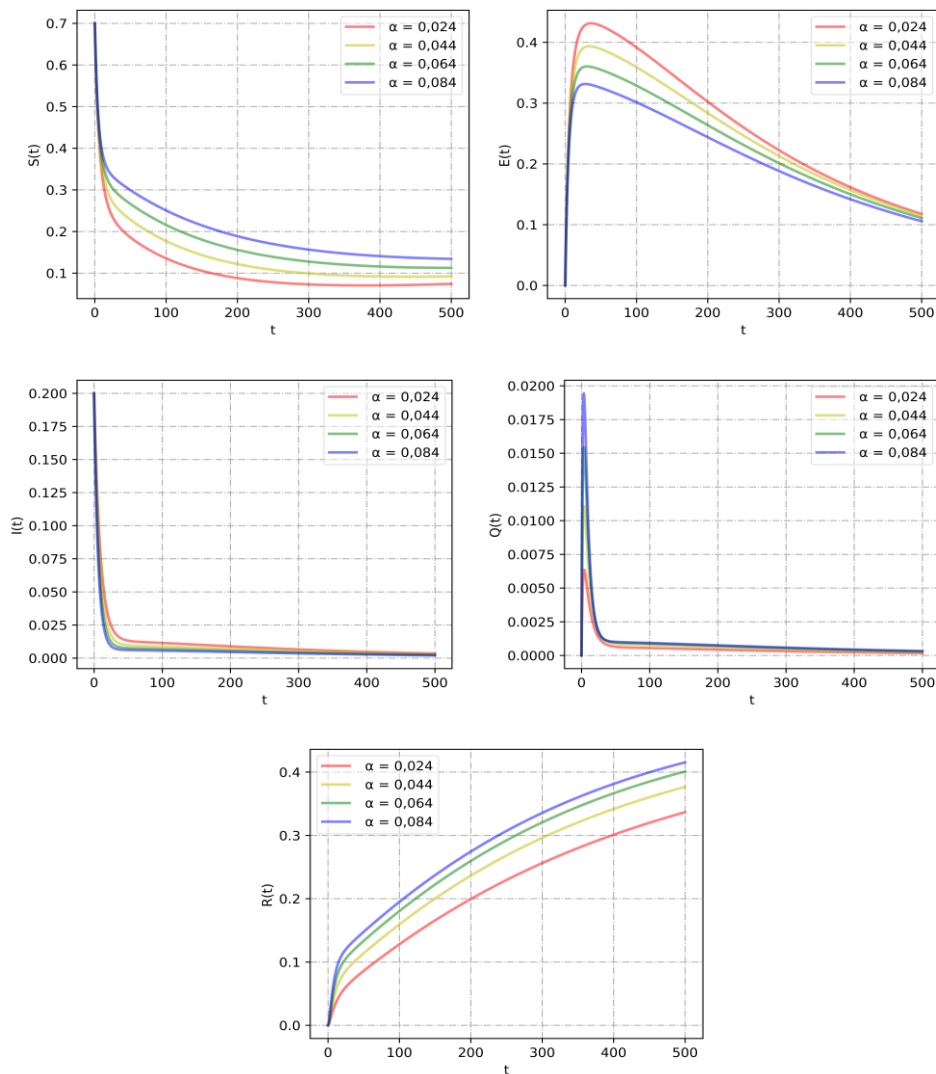 0.7
0.6
0.5
0.4
0.3
0.2
0.1
S(t)
0
100
200
300
400
500
t
α = 0,024
α = 0,044
α = 0,064
α = 0,084
0.4
0.3
0.2
0.1
0.0
E(t)
0
100
200
300
400
500
t
α = 0,024
α = 0,044
α = 0,064
α = 0,084
0.200
0.175
0.150
0.125
0.100
0.075
0.050
0.025
0.000
I(t)
0
100
200
300
400
500
t
α = 0,024
α = 0,044
α = 0,064
α = 0,084
0.0200
0.0175
0.0150
0.0125
0.0100
0.0075
0.0050
0.0025
0.0000
Q(t)
0
100
200
300
400
500
t
α = 0,024
α = 0,044
α = 0,064
α = 0,084
0.4
0.3
0.2
0.1
0.0
R(t)
0
100
200
300
400
500
t
α = 0,024
α = 0,044
α = 0,064
α = 0,084